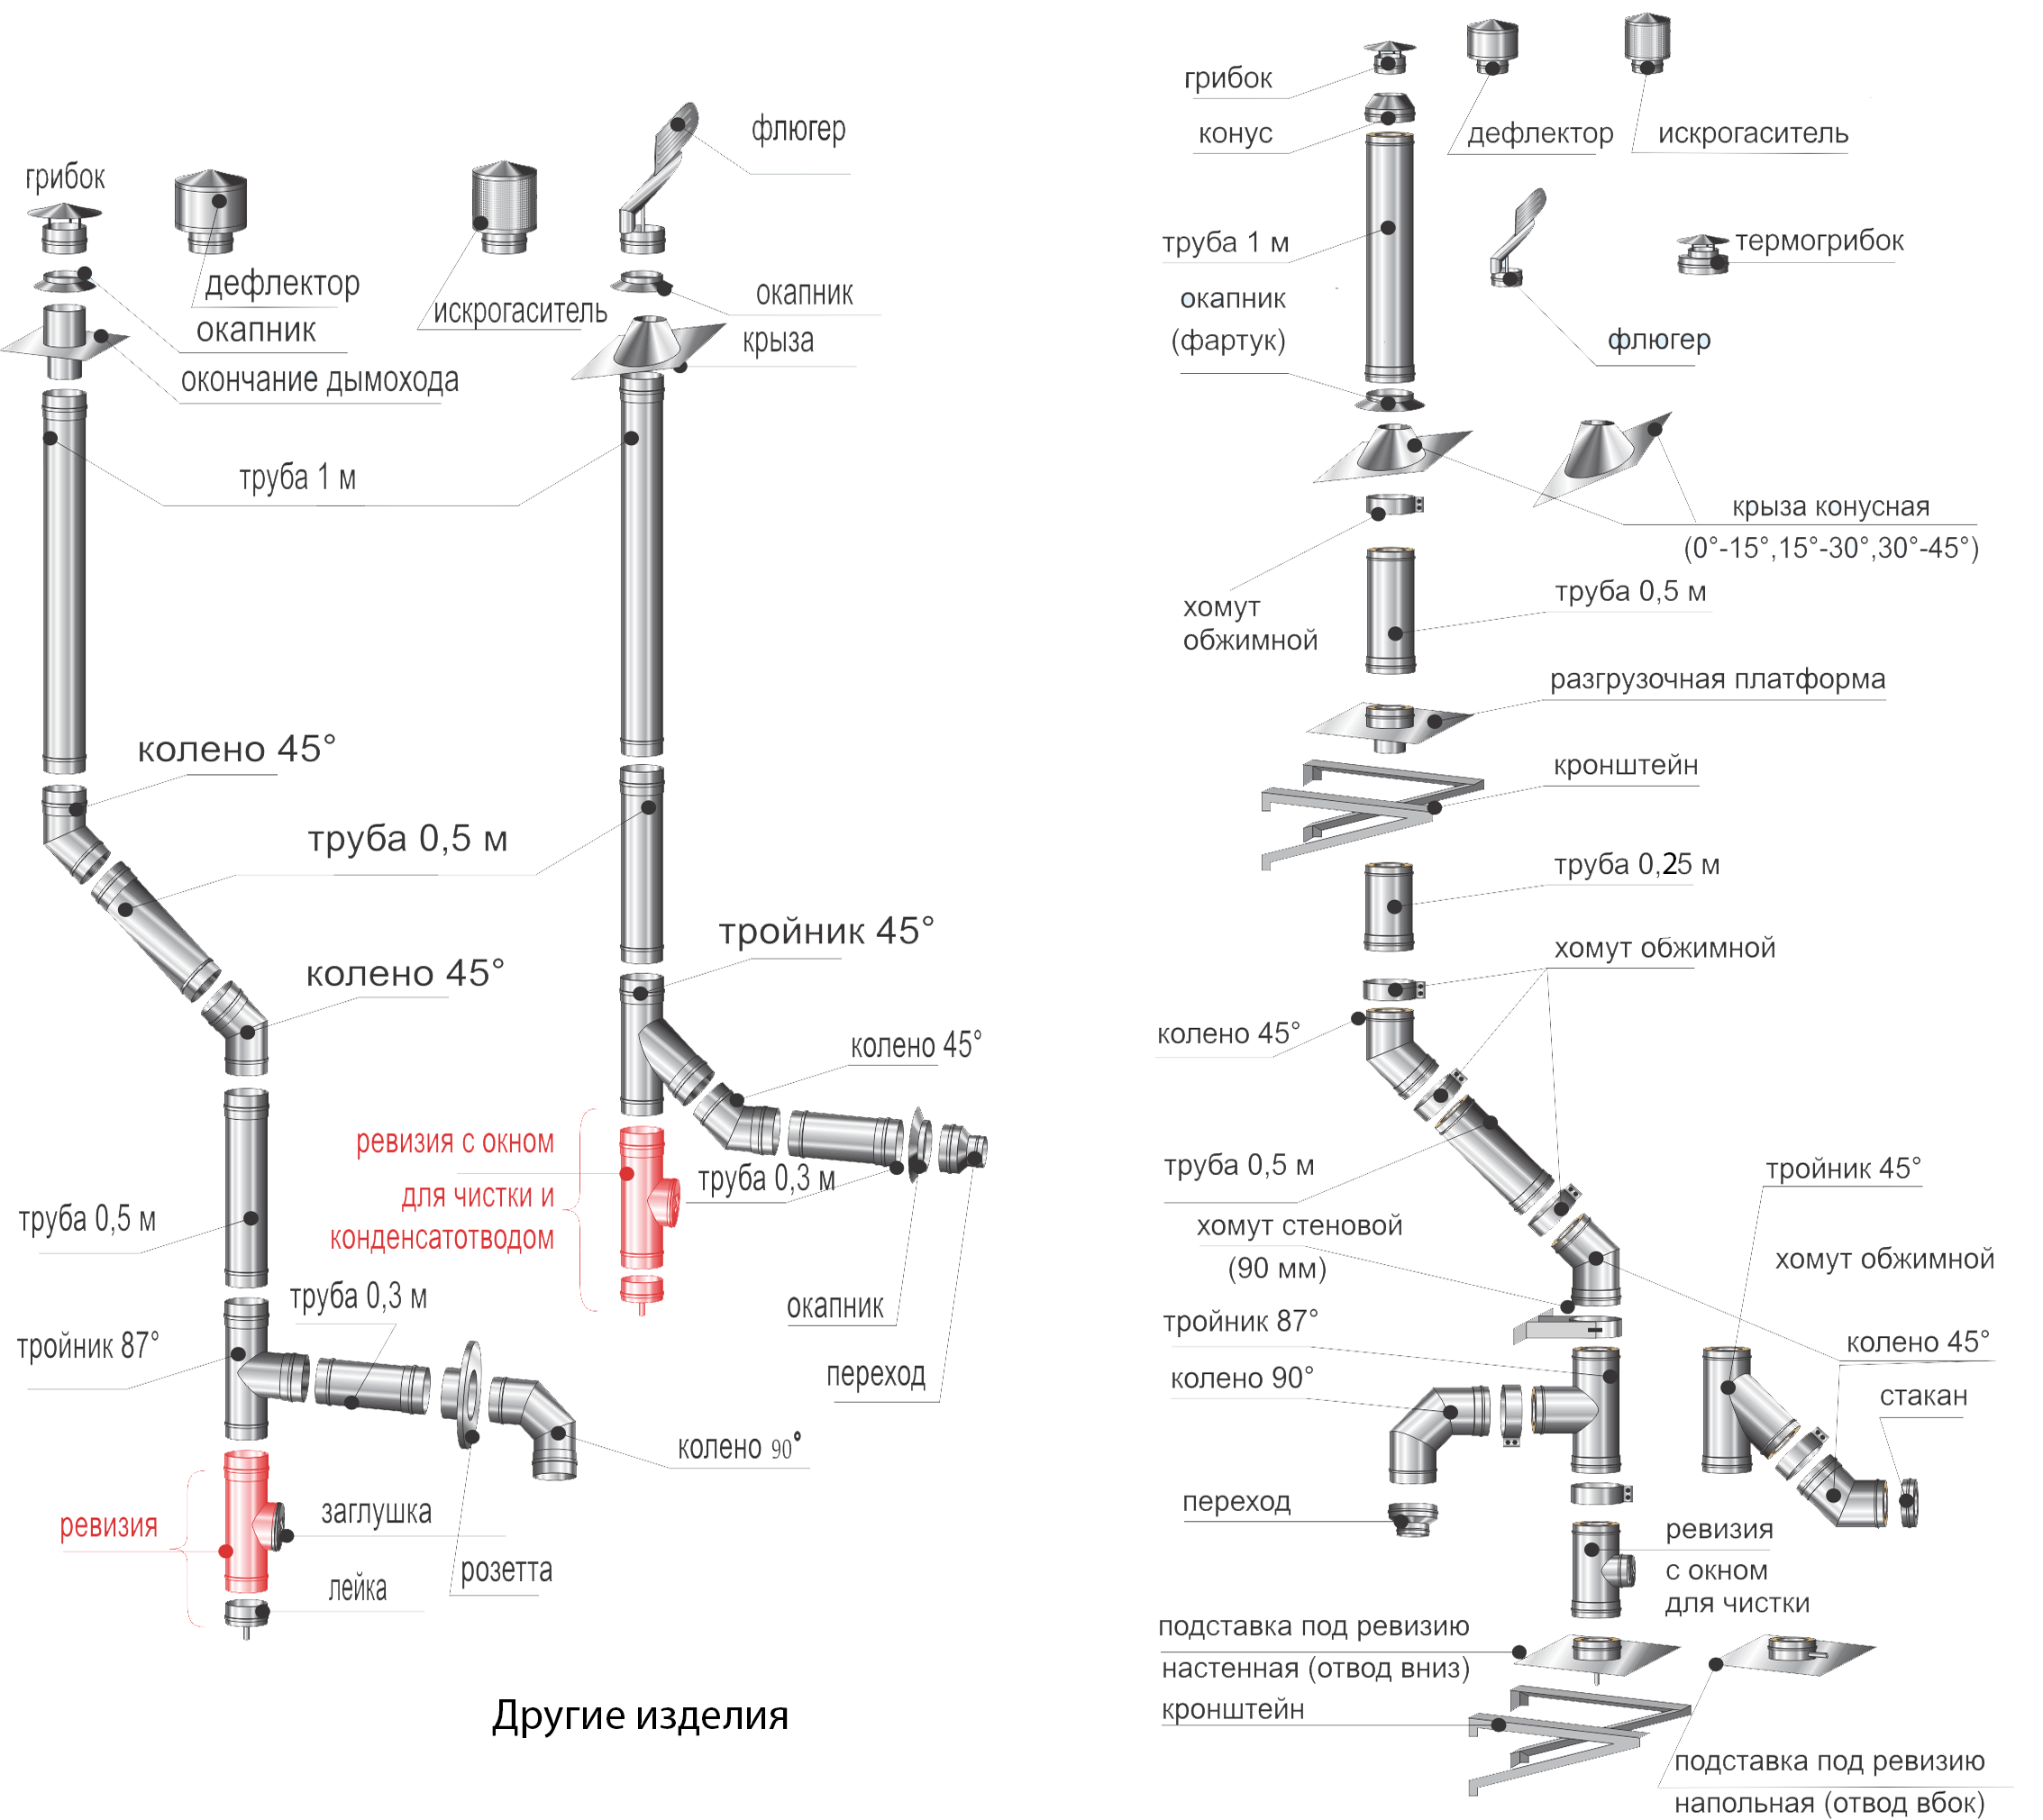 грибок
дефлектор
окапник
окончание дымохода
искрогаситель
флюгер
окапник
крыза
труба 1 м
колено 45°
труба 0,5 м
колено 45°
тройник 45°
колено 45°
ревизия с окном
для чистки и
конденсатотводом
труба 0,3 м
окапник
переход
труба 0,5 м
труба 0,3 м
тройник 87°
колено 90°
ревизия
заглушка
розетта
лейка
Другие изделия
грибок
конус
дефлектор
искрогаситель
труба 1 м
термогрибок
окапник
(фартук)
флюгер
крыза конусная
(0°-15°,15°-30°,30°-45°)
хомут
обжимной
труба 0,5 м
разгрузочная платформа
кронштейн
труба 0,25 м
хомут обжимной
колено 45°
труба 0,5 м
тройник 45°
хомут стеновой
(90 мм)
хомут обжимной
тройник 87°
колено 45°
колено 90°
стакан
переход
ревизия
с окном
для чистки
подставка под ревизию
настенная (отвод вниз)
кронштейн
подставка под ревизию
напольная (отвод вбок)